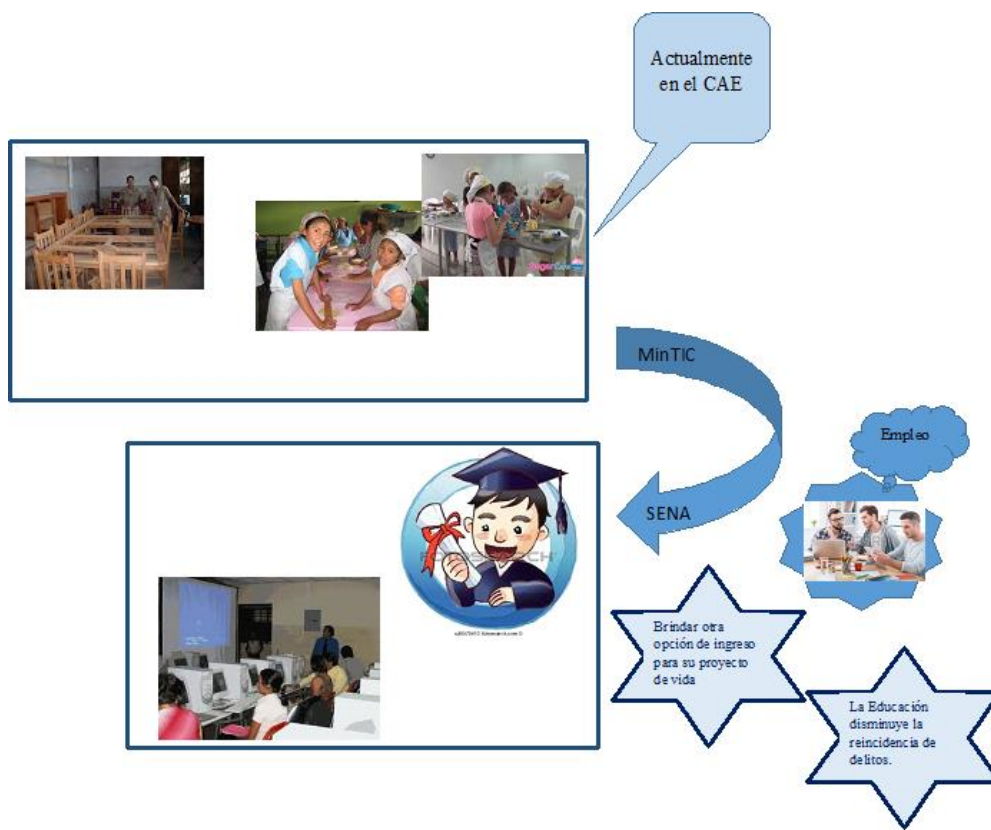 Actualmente
en el CAE
MinTIC
SENA
Empleo
Brindar otra
opción de ingreso
para su proyecto
de vida
La Educación
disminuye la
reincidencia de
delitos.